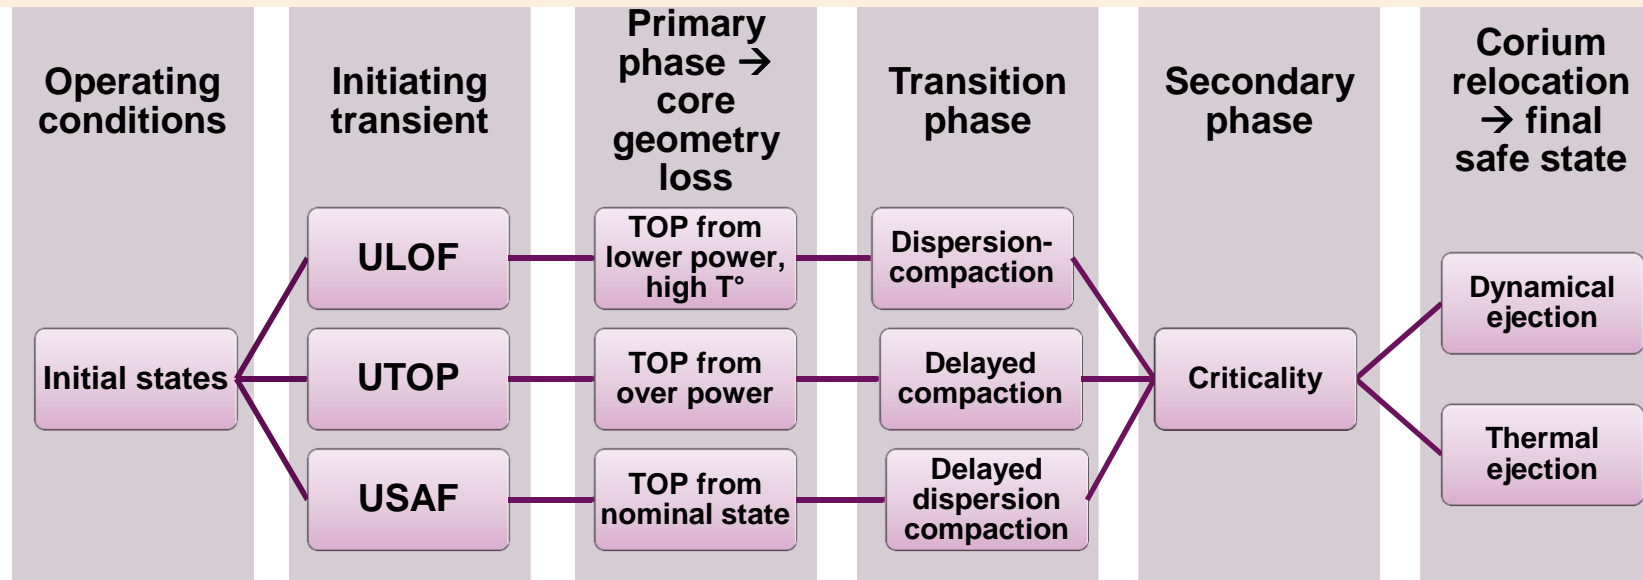 Operating
conditions
Initiating
transient
Primary
phase →
core
geometry
loss
Transition
phase
Secondary
phase
Corium
relocation
→ final
safe state
Initial states
ULOF
UTOP
USAF
TOP from
lower power,
high T°
TOP from
over power
TOP from
nominal state
Dispersion-
compaction
Delayed
compaction
Delayed
dispersion
compaction
Criticality
Dynamical
ejection
Thermal
ejection